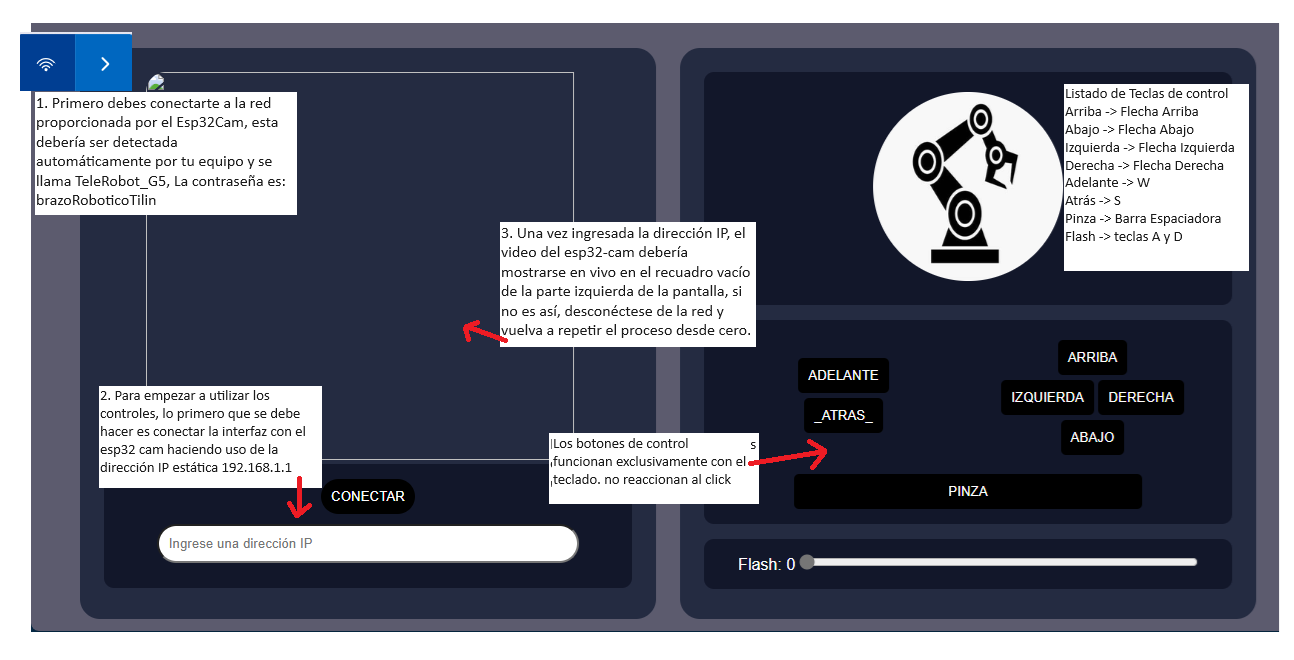 1. Primero debes conectarte a la red
proporcionada por el Esp32Cam, esta
debería ser detectada
automáticamente por tu equipo y se
llama TeleRobot_G5, La contraseña es:
brazoRoboticoTilin
2. Para empezar a utilizar los
controles, lo primero que se debe
hacer es conectar la interfaz con el
esp32 cam haciendo uso de la
dirección IP estática 192.168.1.1
CONECTAR
Ingrese una dirección IP
3. Una vez ingresada la dirección IP, el
video del esp32-cam debería
mostrarse en vivo en el recuadro vacío
de la parte izquierda de la pantalla, si
no es así, desconéctese de la red y
vuelva a repetir el proceso desde cero.
Listado de Teclas de control
Arriba -> Flecha Arriba
Abajo -> Flecha Abajo
Izquierda -> Flecha Izquierda
Derecha -> Flecha Derecha
Adelante -> W
Atrás -> S
Pinza -> Barra Espaciadora
Flash -> teclas A y D
Los botones de control s
funcionan exclusivamente con el
teclado. no reaccionan al click
ADELANTE
_ATRAS_
ARRIBA
IZQUIERDA DERECHA
ABAJO
PINZA
Flash: 0